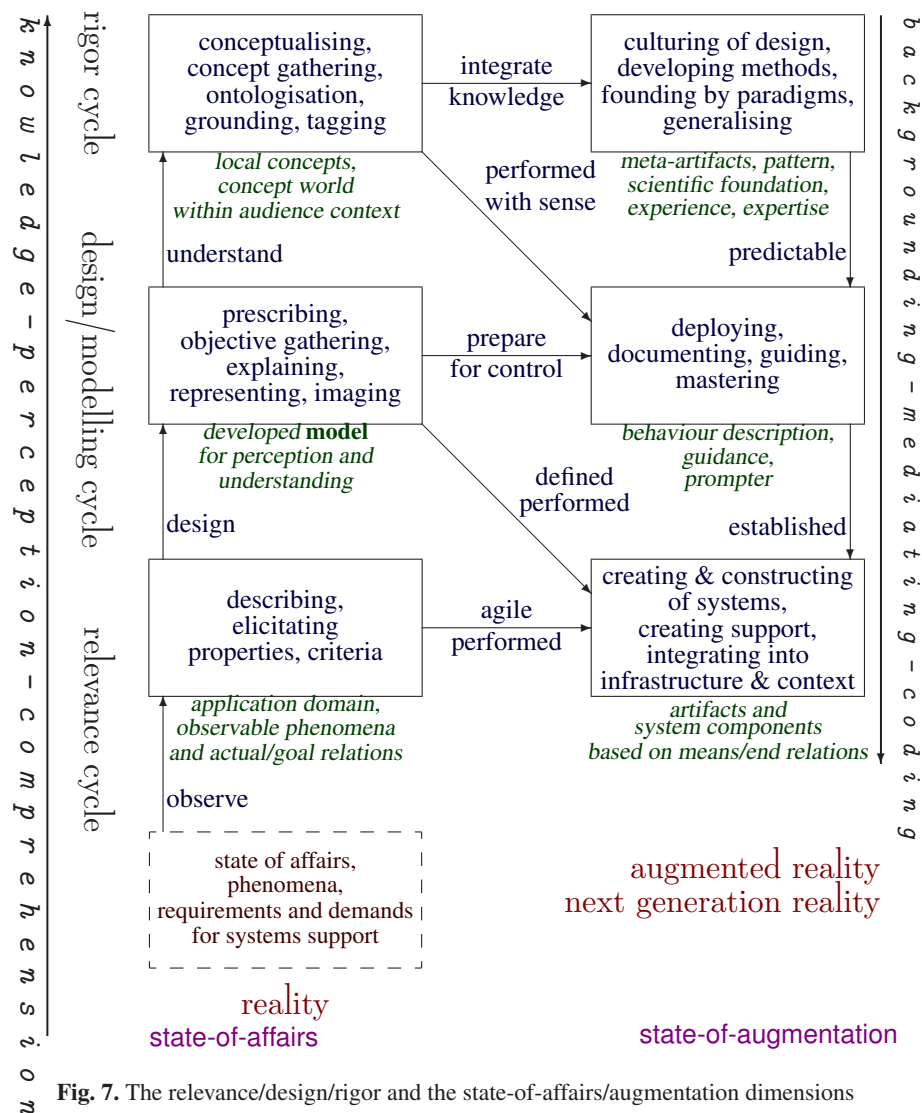 knowledge-perception-comprehension
rigor cycle
design/modelling cycle
relevance cycle
conceptualising,
concept gathering,
ontologisation,
grounding, tagging
local concepts,
concept world
within audience context
integrate
knowledge
culturing of design,
developing methods,
founding by paradigms,
generalising
meta-artifacts, pattern,
scientific foundation,
experience, expertise
performed
with sense
understand
predictable
prescribing,
objective gathering,
explaining,
representing, imaging
developed model
for perception and
understanding
prepare
for control
deploying,
documenting, guiding,
mastering
behaviour description,
guidance,
prompter
defined
performed
design
established
describing,
elicitating
properties, criteria
application domain,
observable phenomena
and actual/goal relations
agile
performed
creating & constructing
of systems,
creating support,
integrating into
infrastructure & context
artifacts and
system components
based on means/end relations
observe
state of affairs,
phenomena,
requirements and demands
for systems support
augmented reality
next generation reality
reality
state-of-affairs
state-of-augmentation
backgrounding-mediating-coding
Fig. 7. The relevance/design/rigor and the state-of-affairs/augmentation dimensions